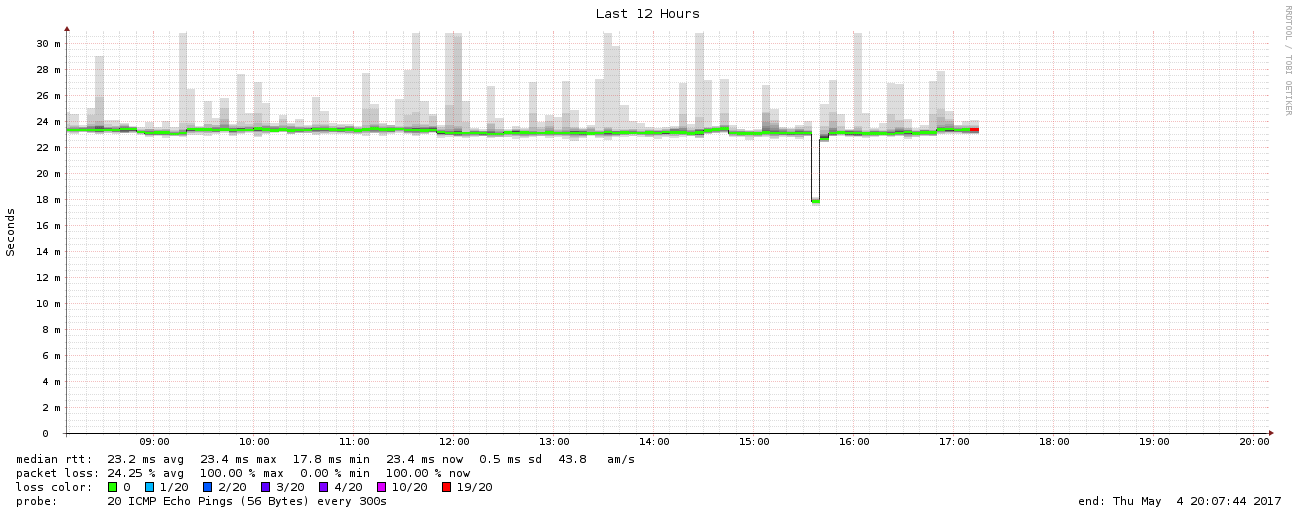 Last 12 Hours
RRDTOOL / TOBI OETIKER
Seconds
30 m
28 m
26 m
24 m
22 m
20 m
18 m
16 m
14 m
12 m
10 m
8 m
6 m
4 m
2 m
0
09:00 10:00 11:00 12:00 13:00 14:00 15:00 16:00 17:00 18:00 19:00 20:00
median rtt: 23.2 ms avg 23.4 ms max 17.8 ms min 23.4 ms now 0.5 ms sd 43.8 am/s
packet loss: 24.25 % avg 100.00 % max 0.00 % min 100.00 % now
loss color: 0 1/20 2/20 3/20 4/20 10/20 19/20
probe: 20 ICMP Echo Pings (56 Bytes) every 300s end: Thu May 4 20:07:44 2017